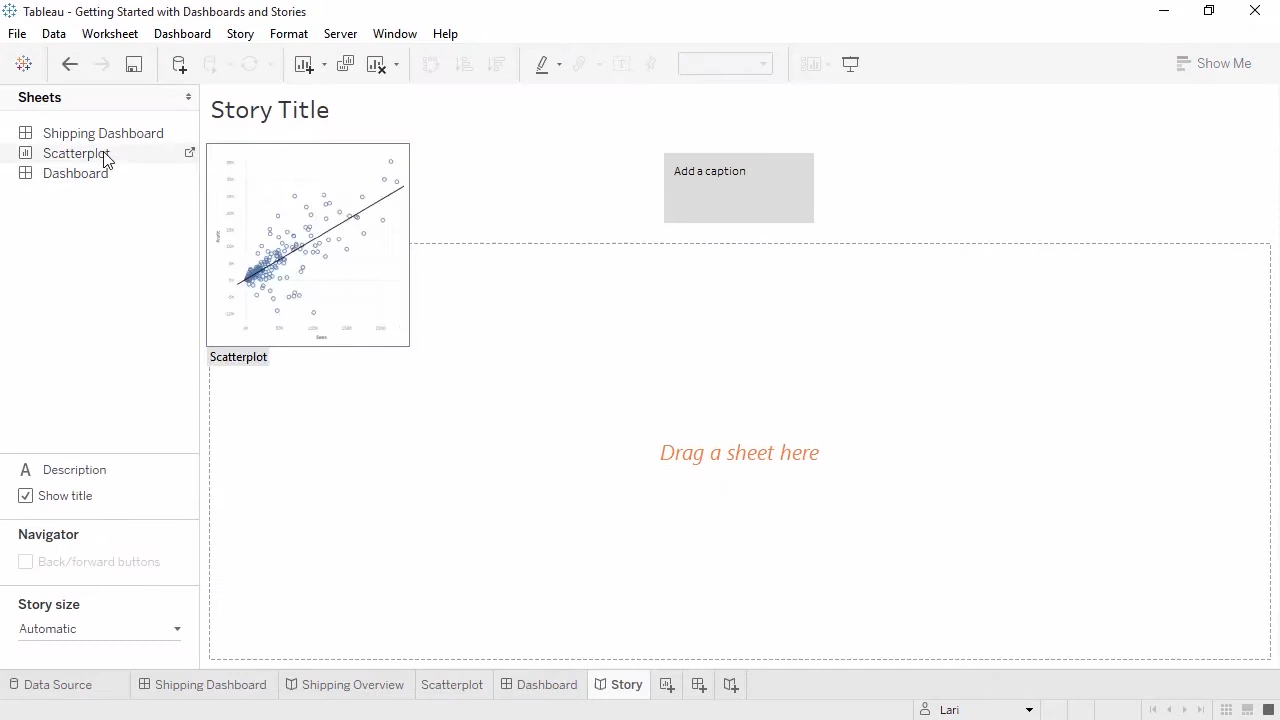 Tableau - Getting Started with Dashboards and Stories
File Data Worksheet Dashboard Story Format Server Window Help
Show Me
Sheets
Shipping Dashboard
Scatterplot
Dashboard
Story Title
Add a caption
Scatterplot
Drag a sheet here
A Description
Show title
Navigator
Back/forward buttons
Story size
Automatic
Data Source Shipping Dashboard Shipping Overview Scatterplot Dashboard Story
Lari